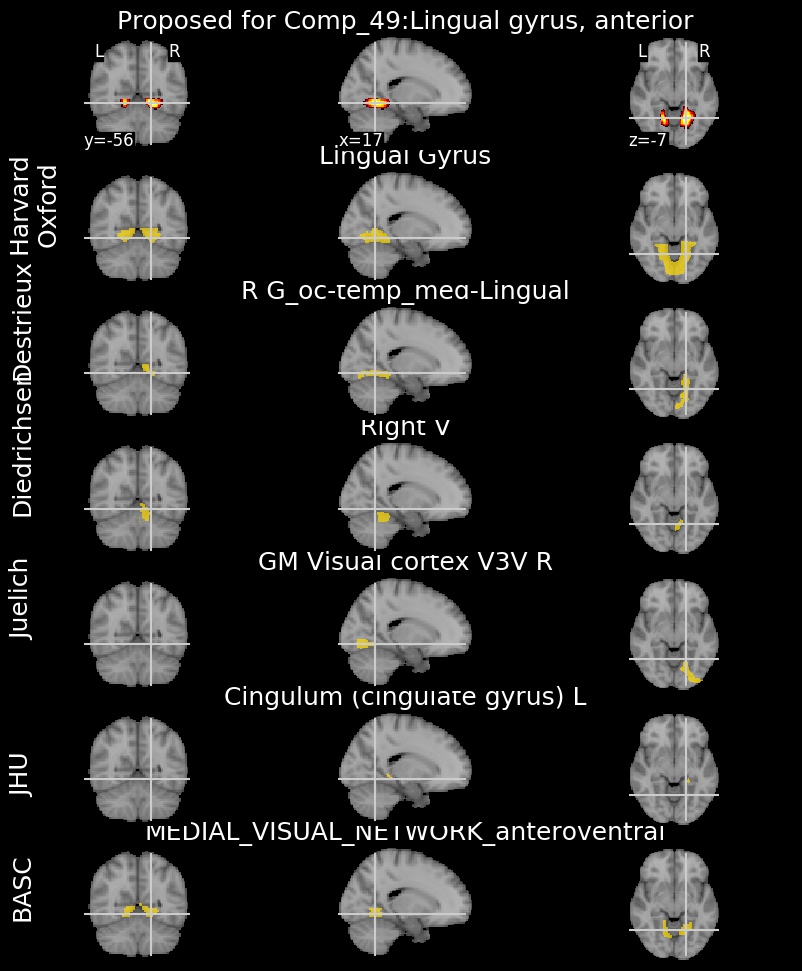 Proposed for Comp_49:Lingual gyrus, anterior
L R
L R
y=-56
x=17
z=-7
Harvard
Oxford
Lingual Gyrus
Destrieux
R G_oc-temp_med-Lingual
Diedrichsen
Right V
Juelich
GM Visual cortex V3V R
JHU
Cingulum (cingulate gyrus) L
BASC
MEDIAL_VISUAL_NETWORK_anteroventral